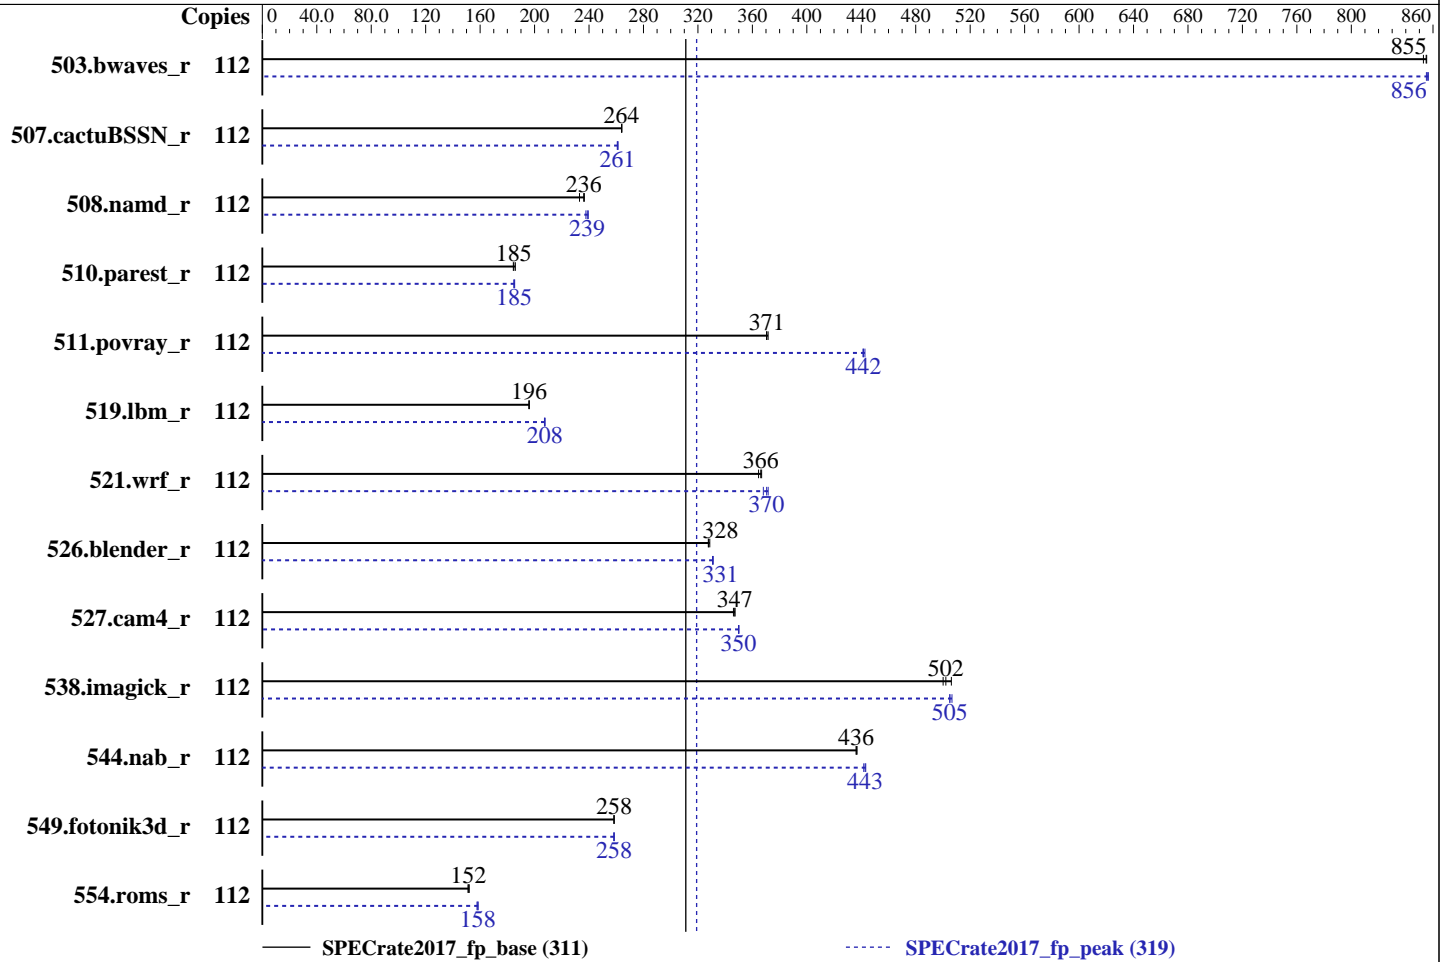 Copies 0 40.0 80.0 120 160 200 240 280 320 360 400 440 480 520 560 600 640 680 720 760 800 860
503.bwaves_r 112 855
856
507.cactuBSSN_r 112 264
261
508.namd_r 112 236
239
510.parest_r 112 185
185
511.povray_r 112 371
442
519.lbm_r 112 196
208
521.wrf_r 112 366
370
526.blender_r 112 328
331
527.cam4_r 112 347
350
538.imagick_r 112 502
505
544.nab_r 112 436
443
549.fotonik3d_r 112 258
258
554.roms_r 112 152
158
SPECrate2017_fp_base (311) SPECrate2017_fp_peak (319)